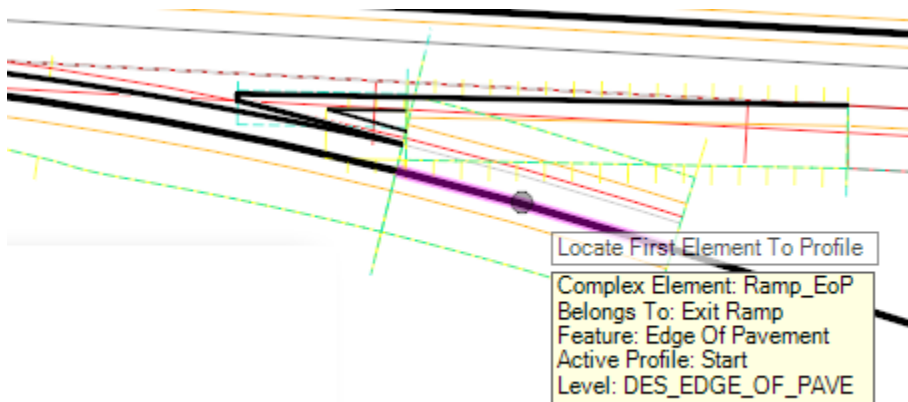 Locate First Element To Profile
Complex Element: Ramp_EoP
Belongs To: Exit Ramp
Feature: Edge Of Pavement
Active Profile: Start
Level: DES_EDGE_OF_PAVE